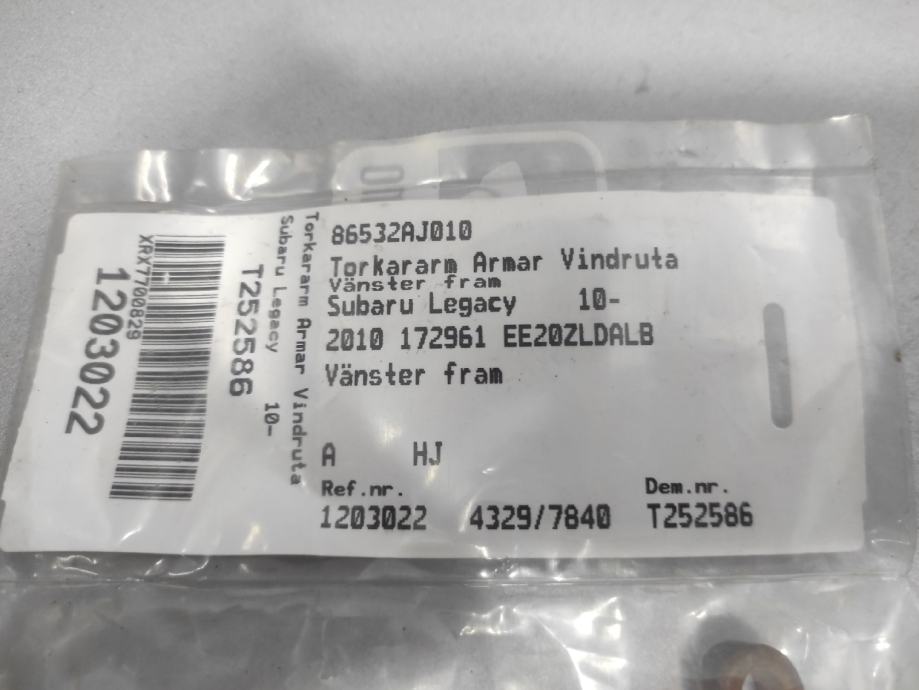 86532AJ010
Torkararm Armar Vindruta
Vänster fram
Subaru Legacy 10-
2010 172961 EE20ZLDALB
Vänster fram
A HJ
Ref.nr. Dem.nr.
1203022 4329/7840 T252586
Torkararm Armar Vindruta
Subaru Legacy 10-
T252586
XRX7700829
1203022